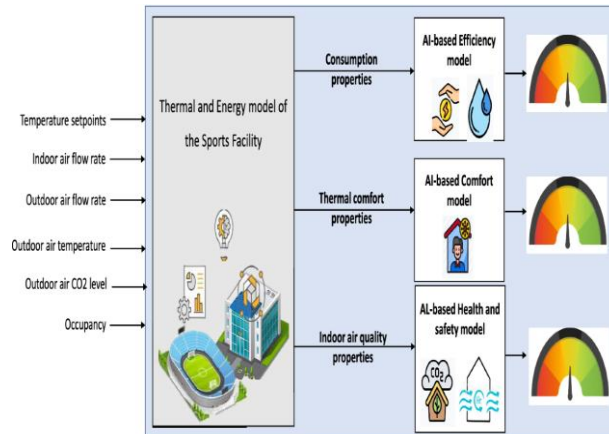 Temperature setpoints
Indoor air flow rate
Outdoor air flow rate
Outdoor air temperature
Outdoor air CO2 level
Occupancy
Thermal and Energy model of
the Sports Facility
Consumption
properties
Thermal comfort
properties
Indoor air quality
properties
AI-based Efficiency
model
AI-based Comfort
model
AL-based Health and
safety model
CO2